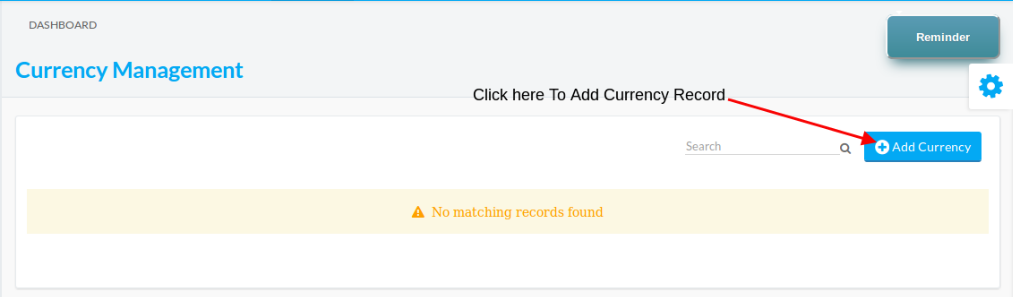 DASHBOARD
Reminder
Currency Management
Click here To Add Currency Record
Search
Add Currency
No matching records found